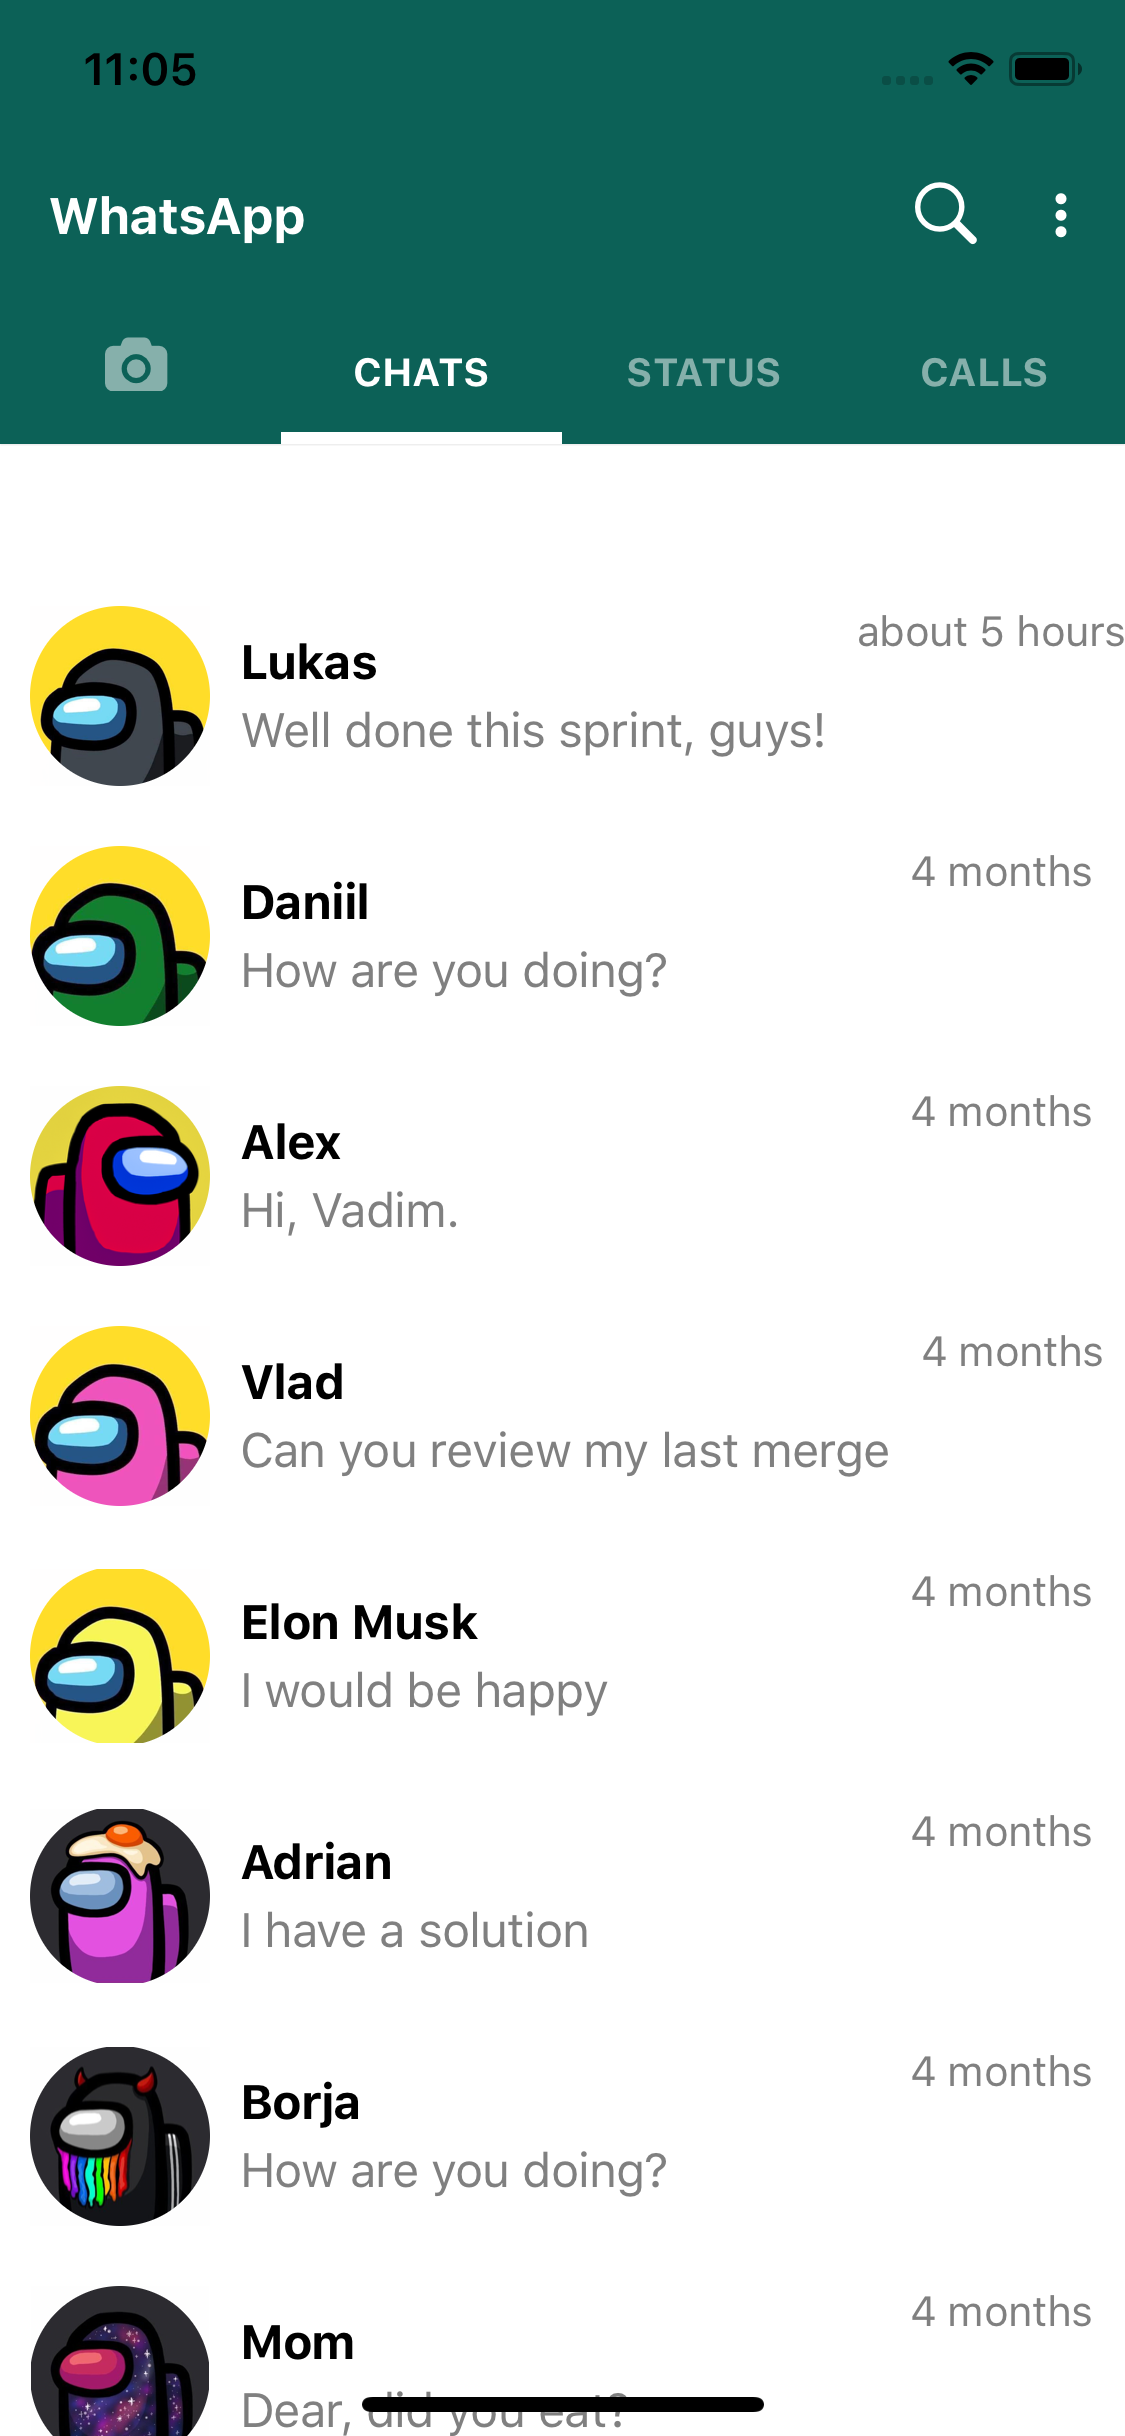 11:05
WhatsApp
CHATS
STATUS
CALLS
Lukas
about 5 hours
Well done this sprint, guys!
Daniil
4 months
How are you doing?
Alex
4 months
Hi, Vadim.
Vlad
4 months
Can you review my last merge
Elon Musk
4 months
I would be happy
Adrian
4 months
I have a solution
Borja
4 months
How are you doing?
Mom
4 months
Dear, did you eat?